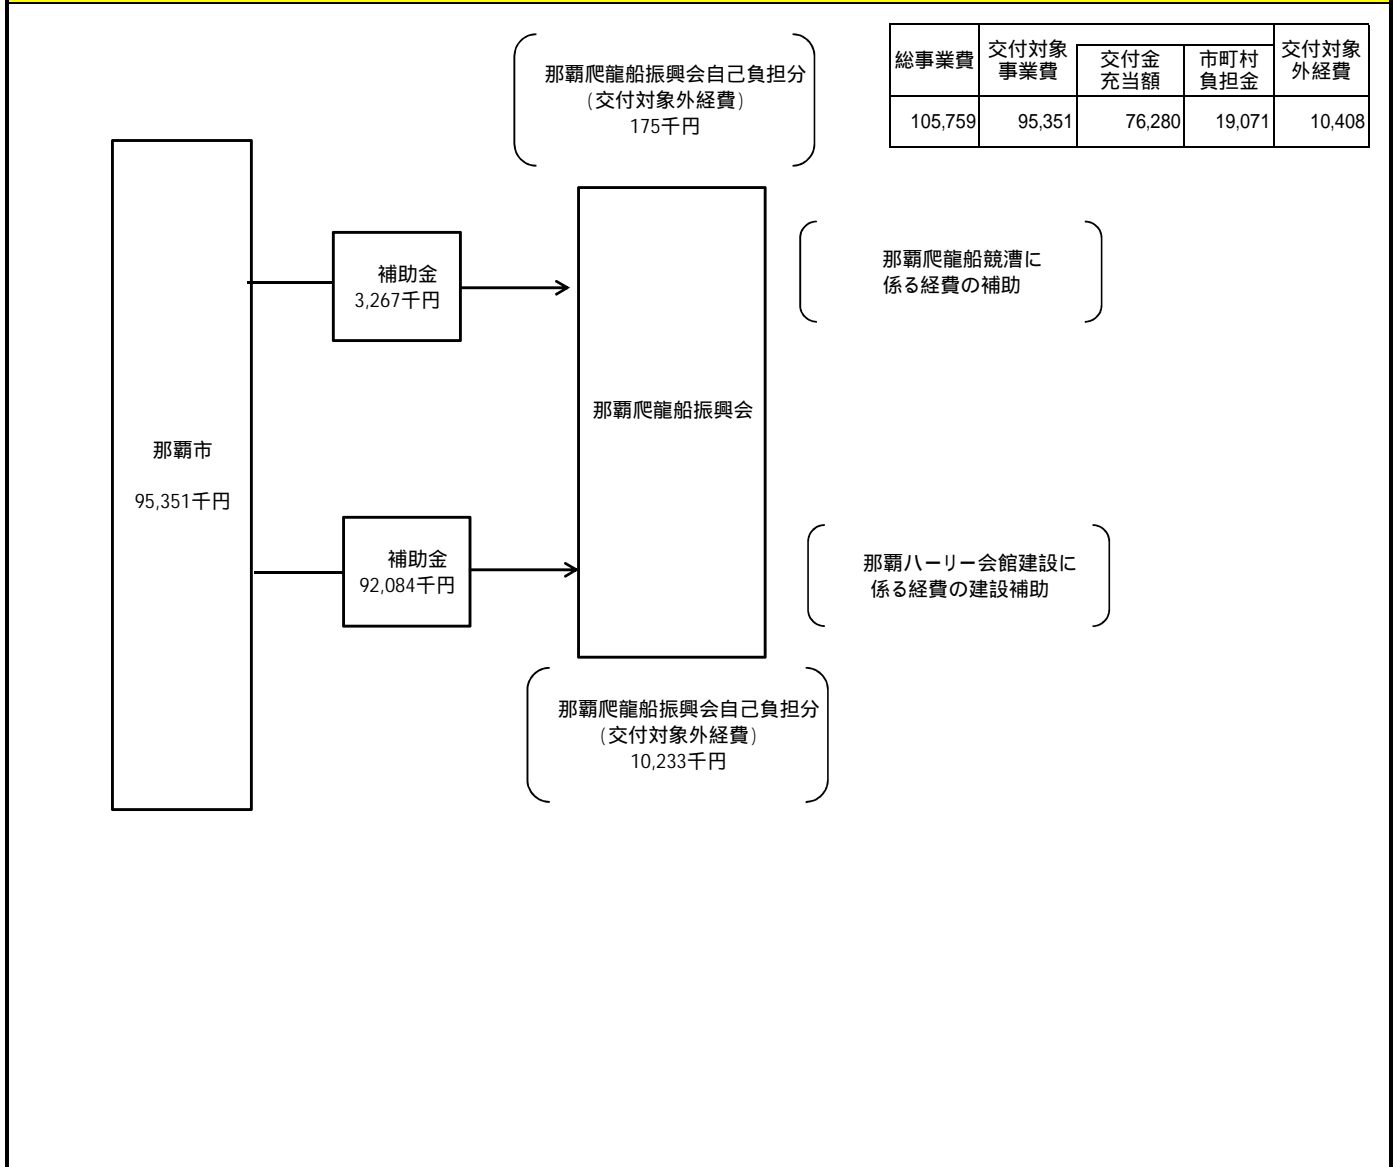 那覇爬龍船振興会自己負担分
(交付対象外経費)
175千円
総事業費
交付対象
事業費
交付金
充当額
市町村
負担金
交付対象
外経費
105,759 95,351 76,280 19,071 10,408
補助金
3,267千円
那覇爬龍船競漕に
係る経費の補助
那覇爬龍船振興会
那覇市
95,351千円
補助金
92,084千円
那覇ハーリー会館建設に
係る経費の建設補助
那覇爬龍船振興会自己負担分
(交付対象外経費)
10,233千円